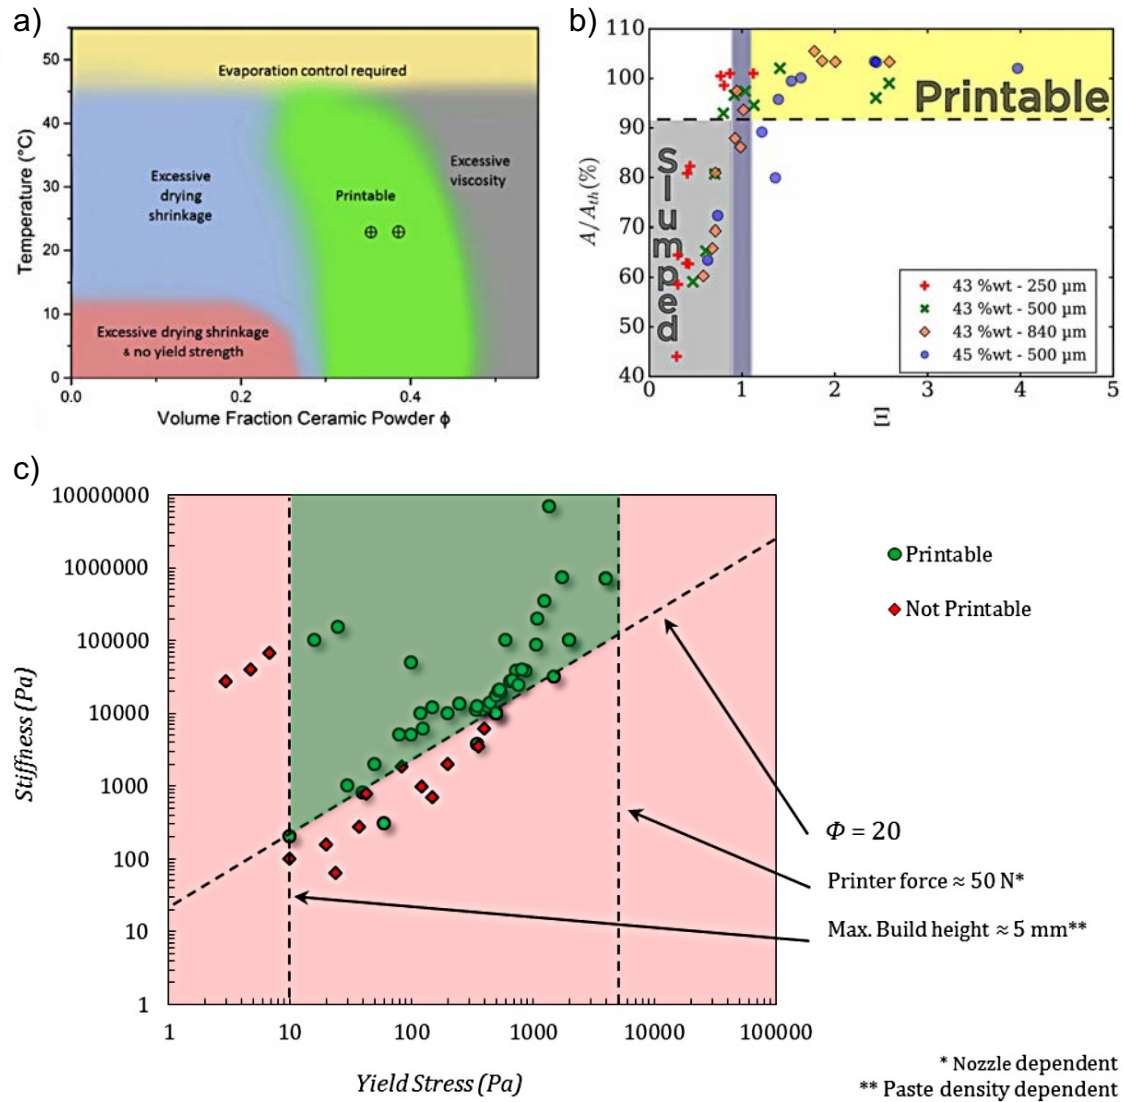 a)
50
40
30
20
10
0
Temperature (°C)
Evaporation control required
Excessive
drying
shrinkage
Printable
Excessive
viscosity
Excessive drying shrinkage
& no yield strength
0.0
0.2
0.4
Volume Fraction Ceramic Powder ϕ
b)
110
100
90
80
70
60
50
40
A/A_th (%)
Printable
Slumped
43 %wt - 250 μm
43 %wt - 500 μm
43 %wt - 840 μm
45 %wt - 500 μm
0
1
2
3
4
5
Ξ
c)
10000000
1000000
100000
10000
1000
100
10
1
Stiffness (Pa)
Printable
Not Printable
Φ = 20
Printer force ≈ 50 N*
Max. Build height ≈ 5 mm**
1
10
100
1000
10000
100000
Yield Stress (Pa)
* Nozzle dependent
** Paste density dependent